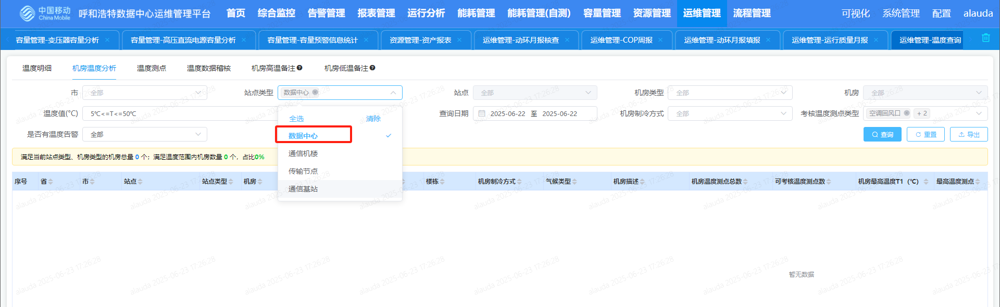 中国移动 China Mobile 呼和浩特数据中心运维管理平台 首页 综合监控 告警管理 报表管理 运行分析 能耗管理 能耗管理(自测) 容量管理 资源管理 运维管理 流程管理 可视化 系统管理 配置 alauda
容量管理-变压器容量分析 × 容量管理-高压直流电源容量分析 × 容量管理-容量预警信息统计 × 资源管理-资产报表 × 运维管理-动环月报核查 × 运维管理-COP周报 × 运维管理-动环月报填报 × 运维管理-运行质量月报 × 运维管理-温度查询
温度明细 机房温度分析 温度测点 温度数据稽核 机房高温备注 机房低温备注
市 全部 站点类型 数据中心 站点 全部 机房类型 全部 机房 全部
温度值(°C) 5℃<=T<=50℃ 查询日期 2025-06-22 至 2025-06-22 机房制冷方式 全部 考核温度测点类型 空调回风口 + 2
是否有温度告警 全部 查询 重置 导出
全选 清除
数据中心
通信机楼
传输节点
通信基站
满足当前站点类型、机房类型的机房总量 0 个；满足温度范围内机房数量 0 个，占比0%
序号 省 市 站点 站点类型 机房 楼栋 机房制冷方式 气候类型 机房描述 机房温度测点总数 可考核温度测点数 机房最高温度T1（℃） 最高温度测点
暂无数据
alauda 2025-06-23 17:26:28